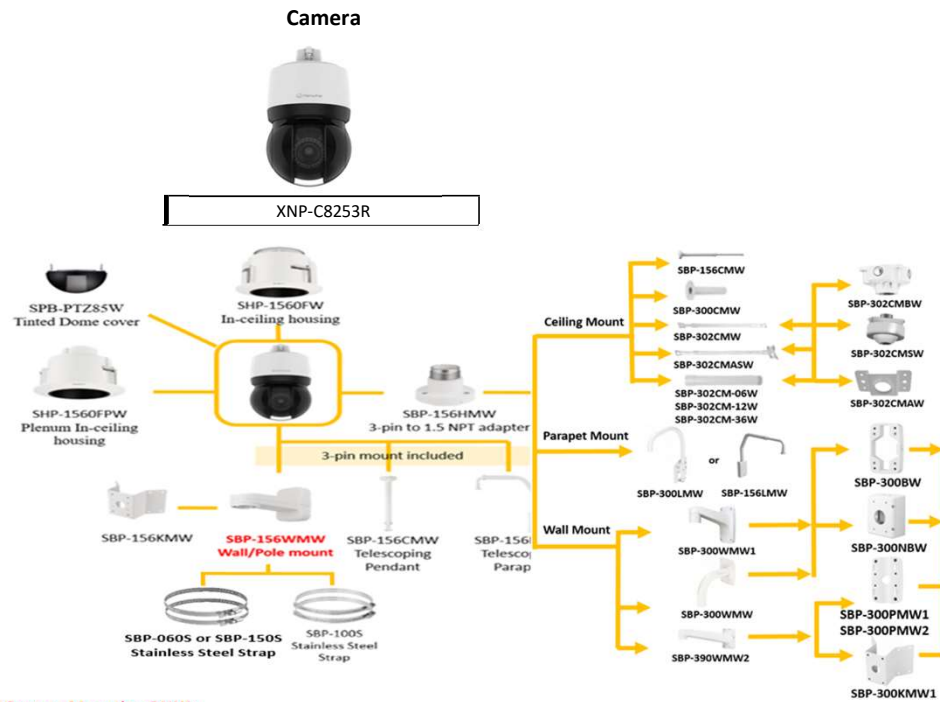 Camera
XNP-C8253R
SPB-PTZ85W
Tinted Dome cover
SHP-1560FW
In-ceiling housing
SHP-1560FPW
Plenum In-ceiling
housing
SBP-156HMW
3-pin to 1.5 NPT adapter
3-pin mount included
SBP-156KMW
SBP-156WMW
Wall/Pole mount
SBP-156CMW
Telescoping
Pendant
SBP-156
Telescop
Parap
SBP-060S or SBP-150S
Stainless Steel Strap
SBP-100S
Stainless Steel
Strap
Ceiling Mount
SBP-156CMW
SBP-300CMW
SBP-302CMW
SBP-302CMASW
SBP-302CM-06W
SBP-302CM-12W
SBP-302CM-36W
SBP-302CMBW
SBP-302CMSW
SBP-302CMAW
Parapet Mount
SBP-300LMW
or
SBP-156LMW
Wall Mount
SBP-300WMW1
SBP-300WMW
SBP-390WMW2
SBP-300BW
SBP-300NBW
SBP-300PMW1
SBP-300PMW2
SBP-300KMW1